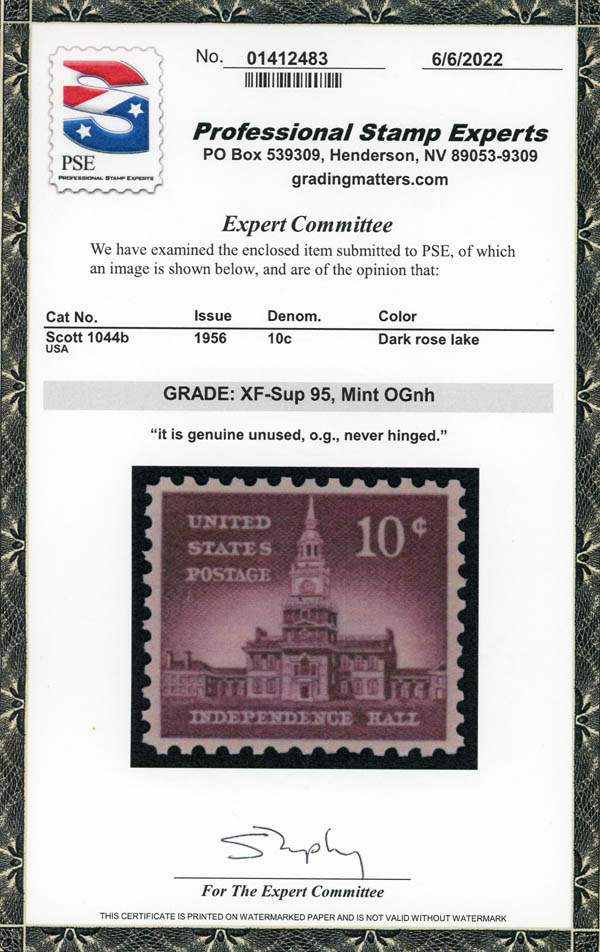 PSE
PROFESSIONAL STAMP EXPERTS
No. 01412483 6/6/2022
Professional Stamp Experts
PO Box 539309, Henderson, NV 89053-9309
gradingmatters.com
Expert Committee
We have examined the enclosed item submitted to PSE, of which
an image is shown below, and are of the opinion that:
Cat No. Issue Denom. Color
Scott 1044b 1956 10c Dark rose lake
USA
GRADE: XF-Sup 95, Mint OGnh
“it is genuine unused, o.g., never hinged.”
UNITED
STATES
POSTAGE
10¢
INDEPENDENCE HALL
For The Expert Committee
THIS CERTIFICATE IS PRINTED ON WATERMARKED PAPER AND IS NOT VALID WITHOUT WATERMARK